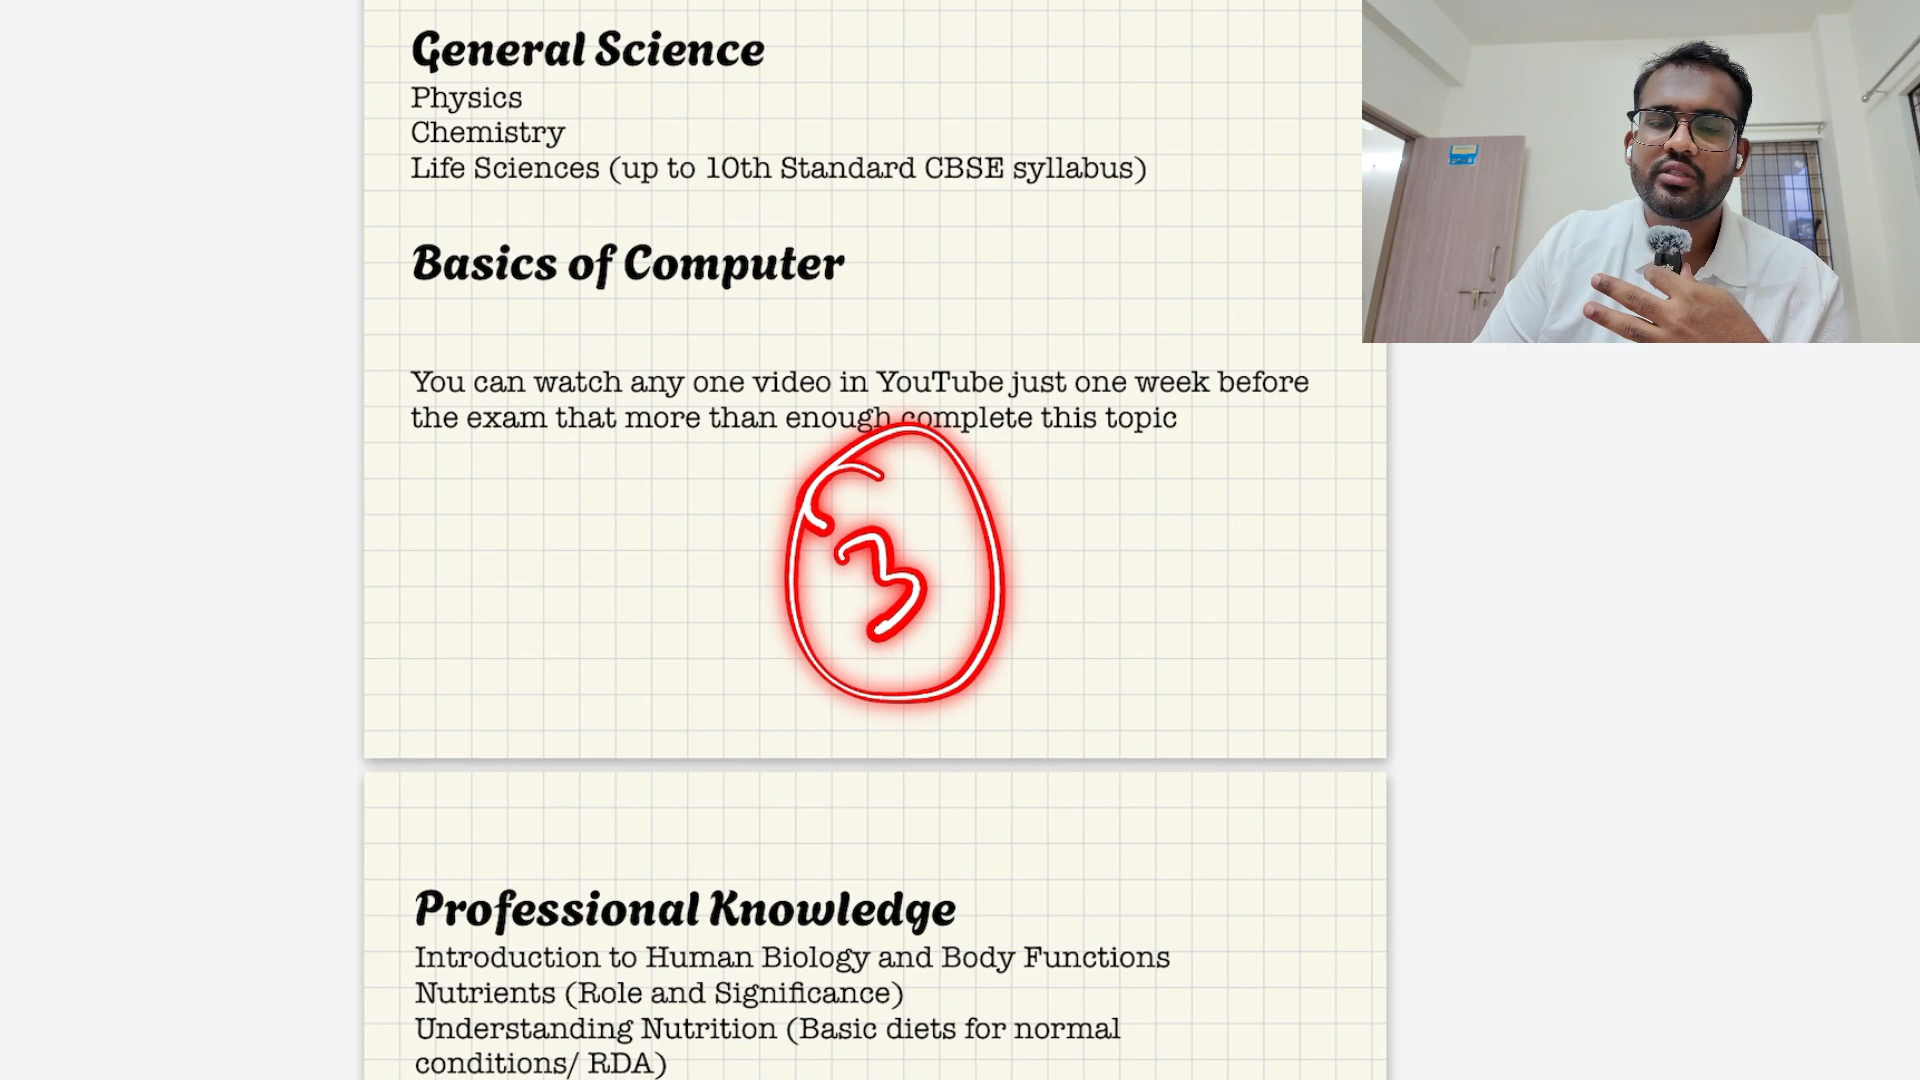 General Science
Physics
Chemistry
Life Sciences (up to 10th Standard CBSE syllabus)
Basics of Computer
You can watch any one video in YouTube just one week before
the exam that more than enough complete this topic
3
Professional Knowledge
Introduction to Human Biology and Body Functions
Nutrients (Role and Significance)
Understanding Nutrition (Basic diets for normal
conditions/ RDA)